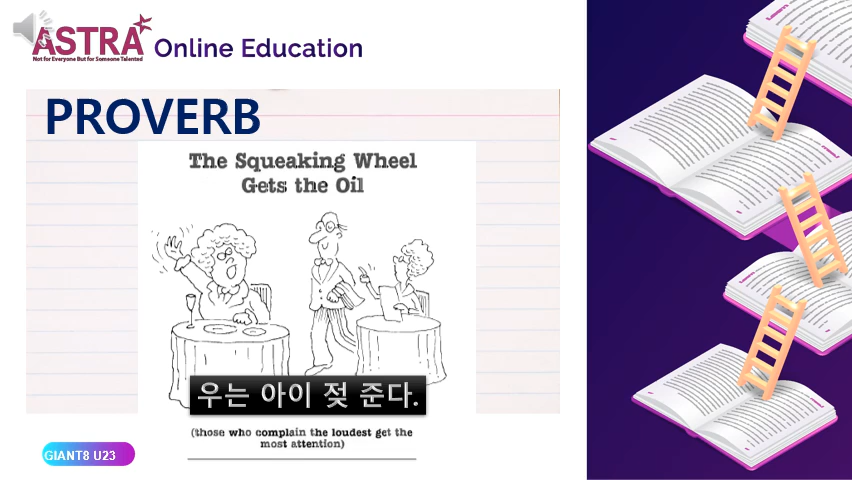 ASTRA Online Education
Not for Everyone But for Someone Talented
PROVERB
The Squeaking Wheel
Gets the Oil
우는 아이 젖 준다.
(those who complain the loudest get the
most attention)
GIANT8 U23